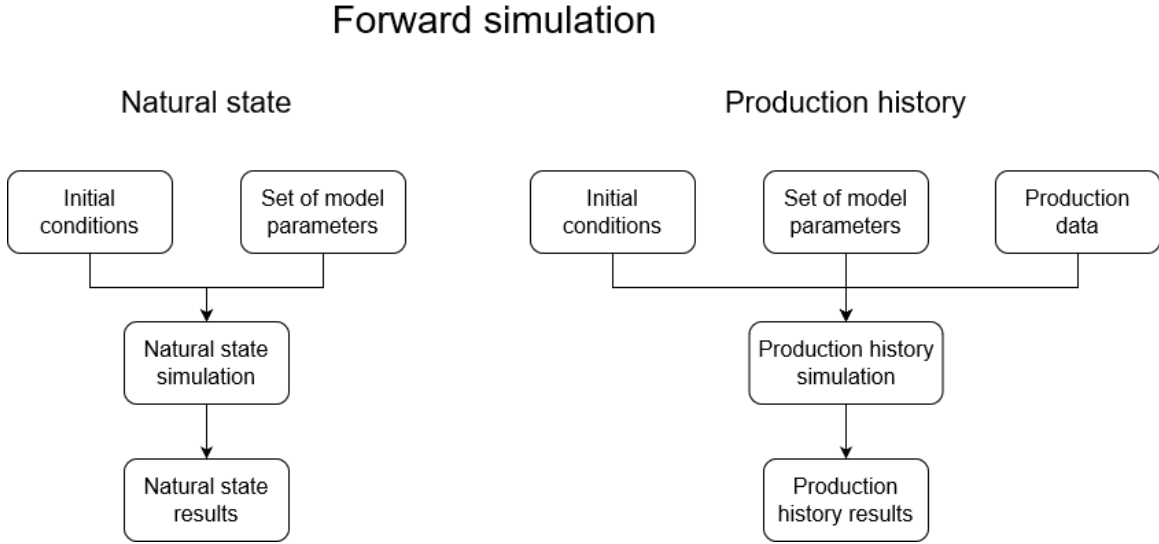 Forward simulation
Natural state
Production history
Initial
conditions
Set of model
parameters
Initial
conditions
Set of model
parameters
Production
data
Natural state
simulation
Production history
simulation
Natural state
results
Production
history results